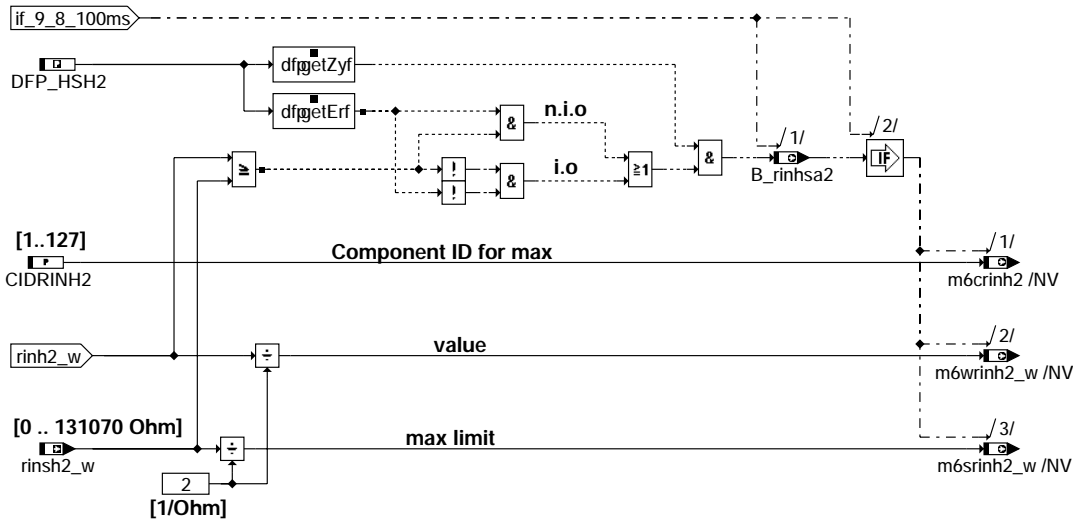 if_9_8_100ms
DFP_HSH2
dfpgetZyf
dfpgetErf
&
n.i.o
/1/
/2/
≥
!
!
&
i.o
≥1
&
B_rinhsa2
IF
[1..127]
P
CIDRINH2
Component ID for max
/1/
m6crinh2 /NV
rinh2_w
÷
value
/2/
m6wrinh2_w /NV
[0 .. 131070 Ohm]
rinsh2_w
÷
max limit
/3/
m6srinh2_w /NV
2
[1/Ohm]